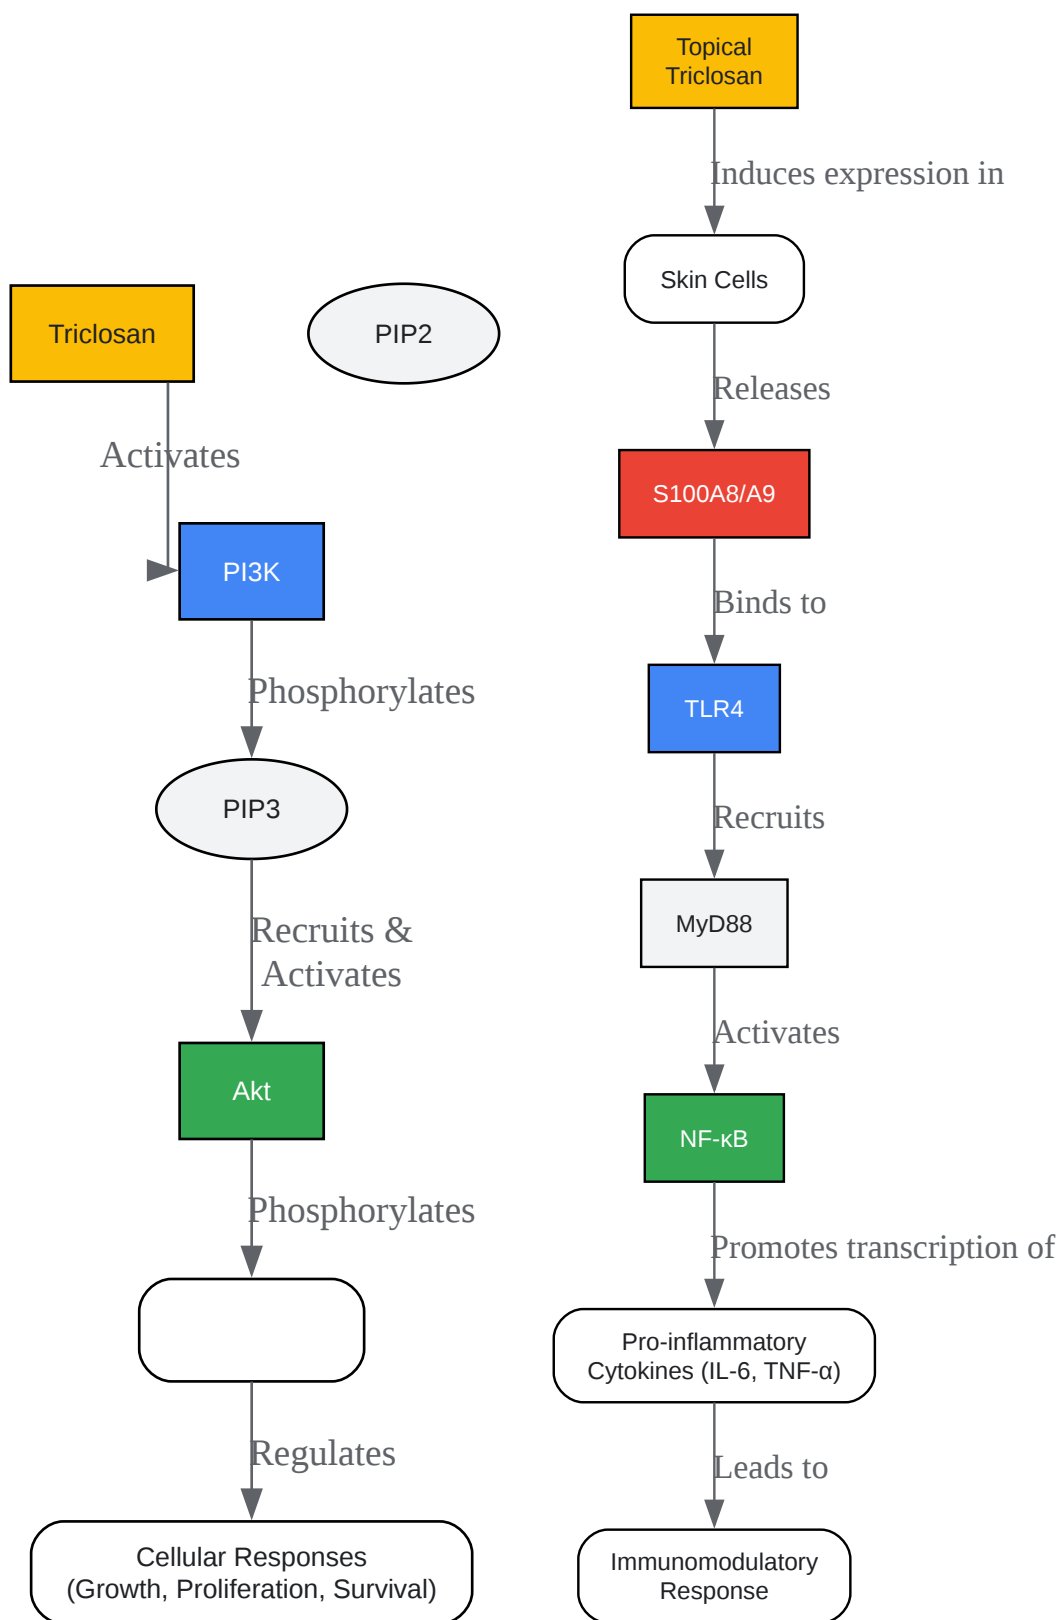 Triclosan
PIP2
Activates
PI3K
Phosphorylates
PIP3
Recruits &
Activates
Akt
Phosphorylates
Regulates
Cellular Responses
(Growth, Proliferation, Survival)
Topical
Triclosan
Induces expression in
Skin Cells
Releases
S100A8/A9
Binds to
TLR4
Recruits
MyD88
Activates
NF-κB
Promotes transcription of
Pro-inflammatory
Cytokines (IL-6, TNF-α)
Leads to
Immunomodulatory
Response